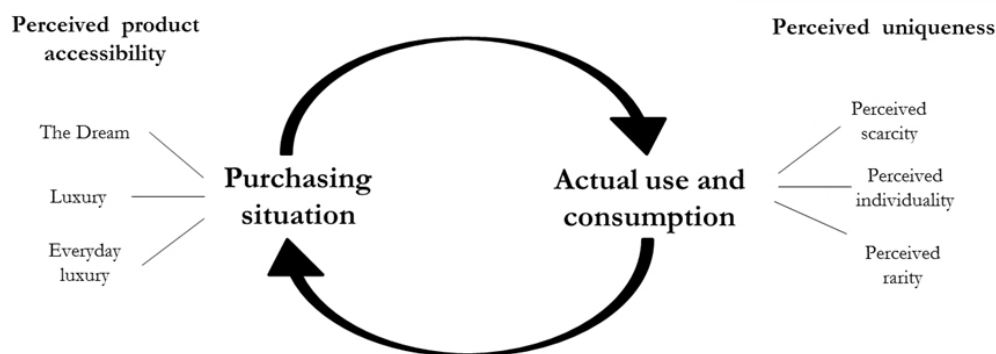 Perceived product
accessibility
The Dream
Luxury
Everyday
luxury
Purchasing
situation
Actual use and
consumption
Perceived uniqueness
Perceived
scarcity
Perceived
individuality
Perceived
rarity